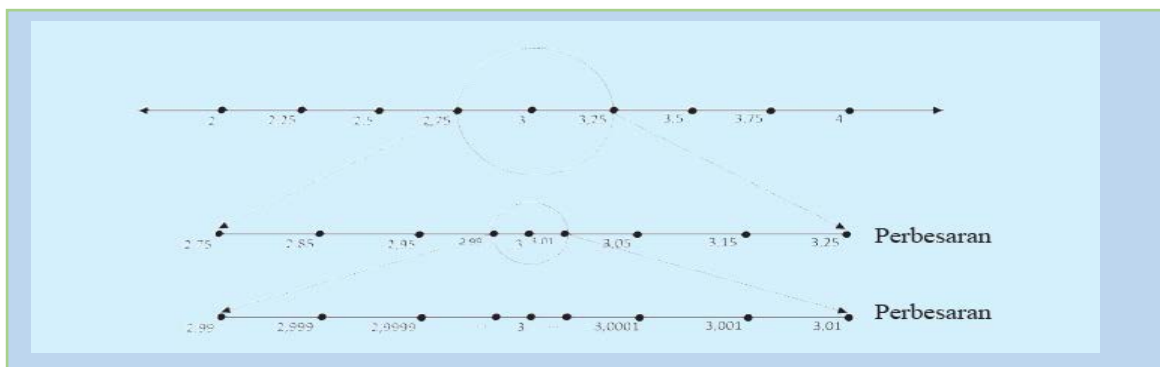 2 2,25 2,5 2,75 3 3,25 3,5 3,75 4
2,75 2,85 2,95 2,99 3 3,01 3,05 3,15 3,25 Perbesaran
2,99 2,999 2,9999 ... 3 ... 3,0001 3,001 3,01 Perbesaran